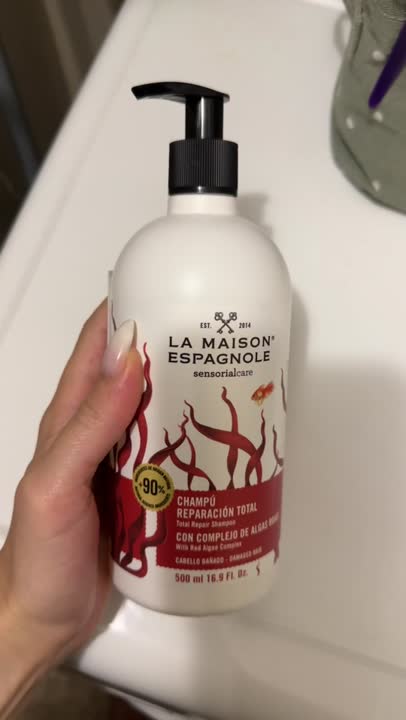 EST. 2014
LA MAISON®
ESPAGNOLE
sensorialcare
+90%
CHAMPÚ
REPARACIÓN TOTAL
Total Repair Shampoo
CON COMPLEJO DE ALGAS
With Red Algae Complex
CABELLO DAÑADO - DAMAGED HAIR
500 ml 16.9 Fl. Oz.